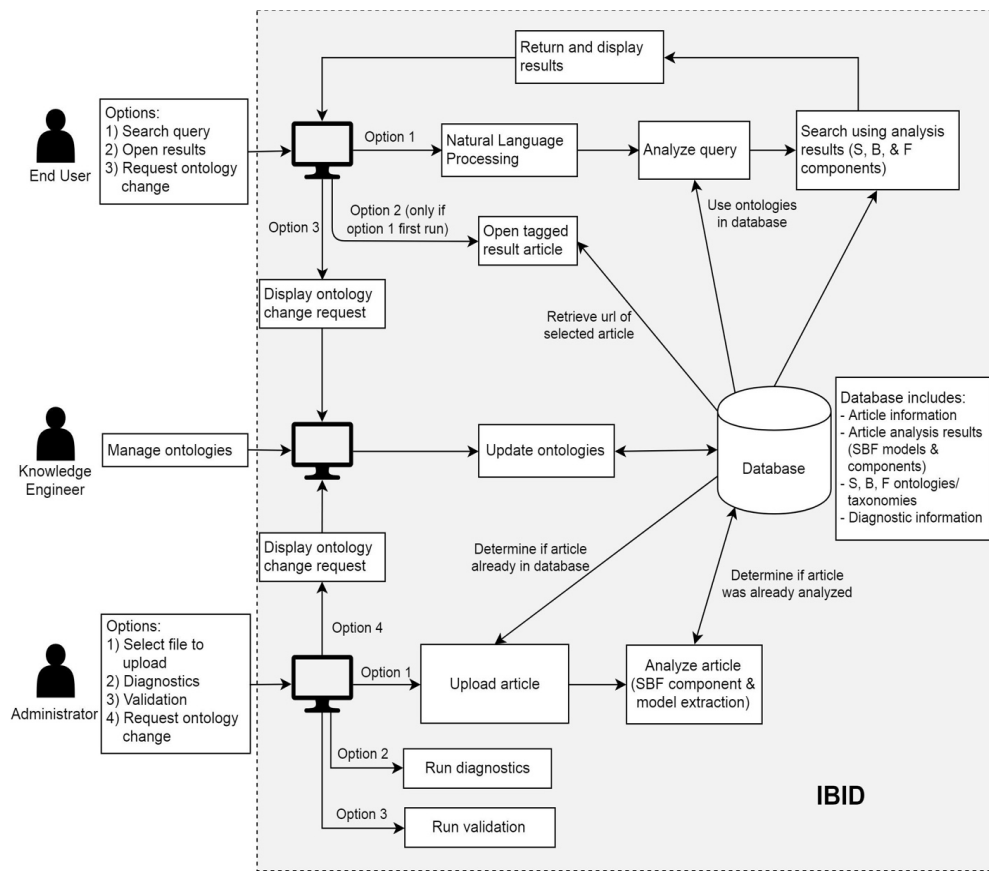 Return and display
results
Options:
1) Search query
2) Open results
3) Request ontology
change
End User
Option 1
Natural Language
Processing
Analyze query
Search using analysis
results (S, B, & F
components)
Option 3
Option 2 (only if
option 1 first run)
Open tagged
result article
Use ontologies
in database
Display ontology
change request
Retrieve url of
selected article
Knowledge
Engineer
Manage ontologies
Update ontologies
Database
Database includes:
- Article information
- Article analysis results
(SBF models &
components)
- S, B, F ontologies/
taxonomies
- Diagnostic information
Display ontology
change request
Determine if article
already in database
Determine if article
was already analyzed
Administrator
Options:
1) Select file to
upload
2) Diagnostics
3) Validation
4) Request ontology
change
Option 4
Option 1
Upload article
Analyze article
(SBF component &
model extraction)
Option 2
Run diagnostics
Option 3
Run validation
IBID